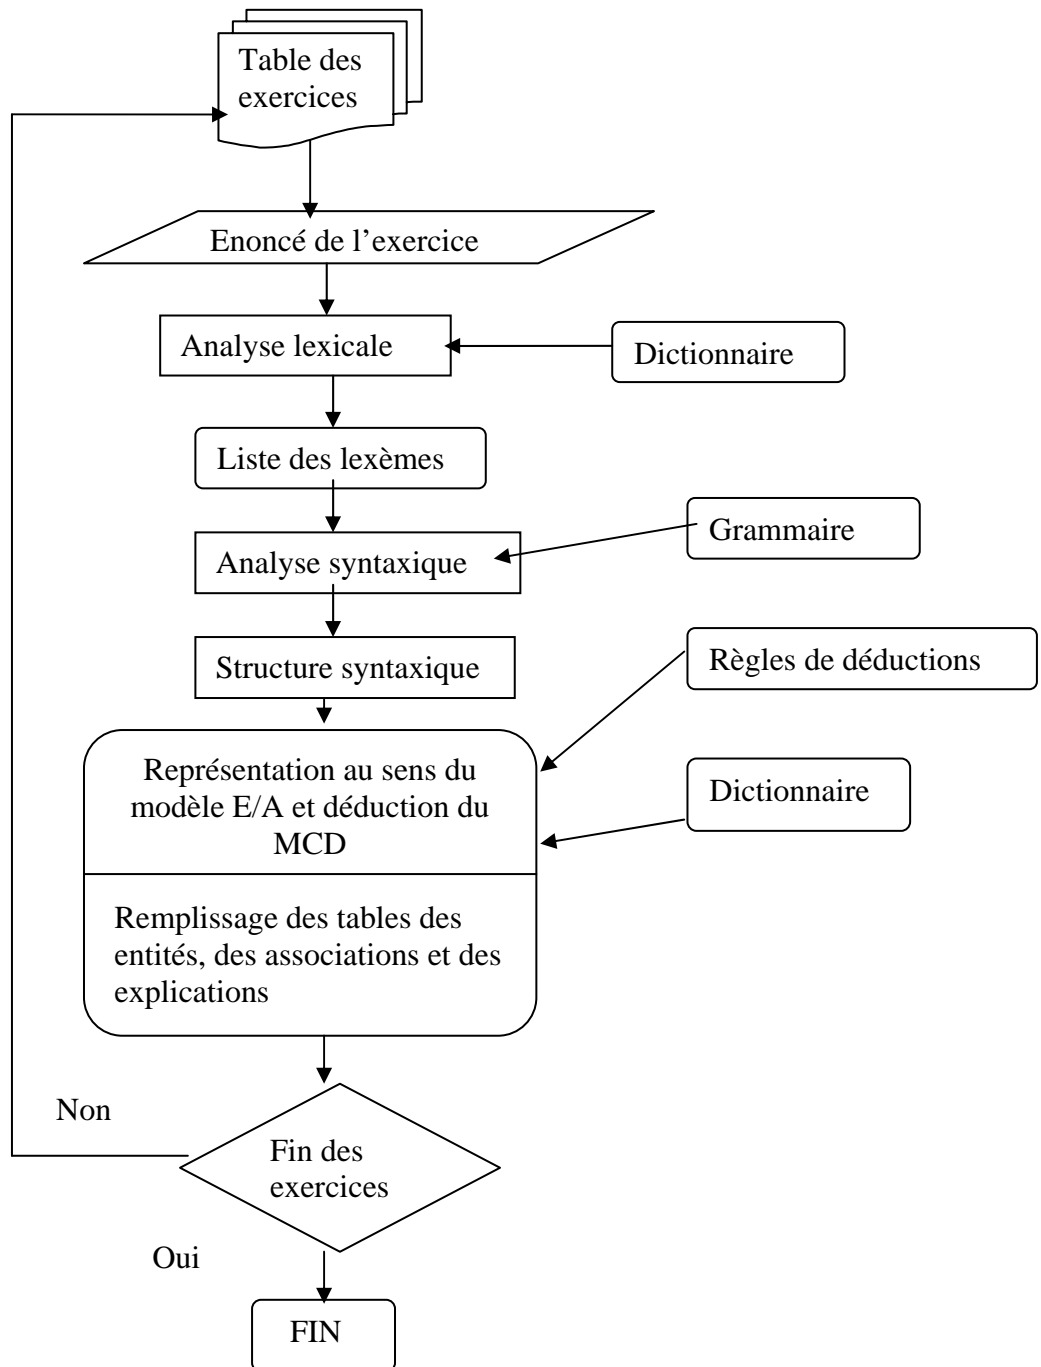 Table des
exercices
Enoncé de l’exercice
Analyse lexicale
Dictionnaire
Liste des lexèmes
Grammaire
Analyse syntaxique
Structure syntaxique
Règles de déductions
Représentation au sens du
modèle E/A et déduction du
MCD
Dictionnaire
Remplissage des tables des
entités, des associations et des
explications
Non
Fin des
exercices
Oui
FIN